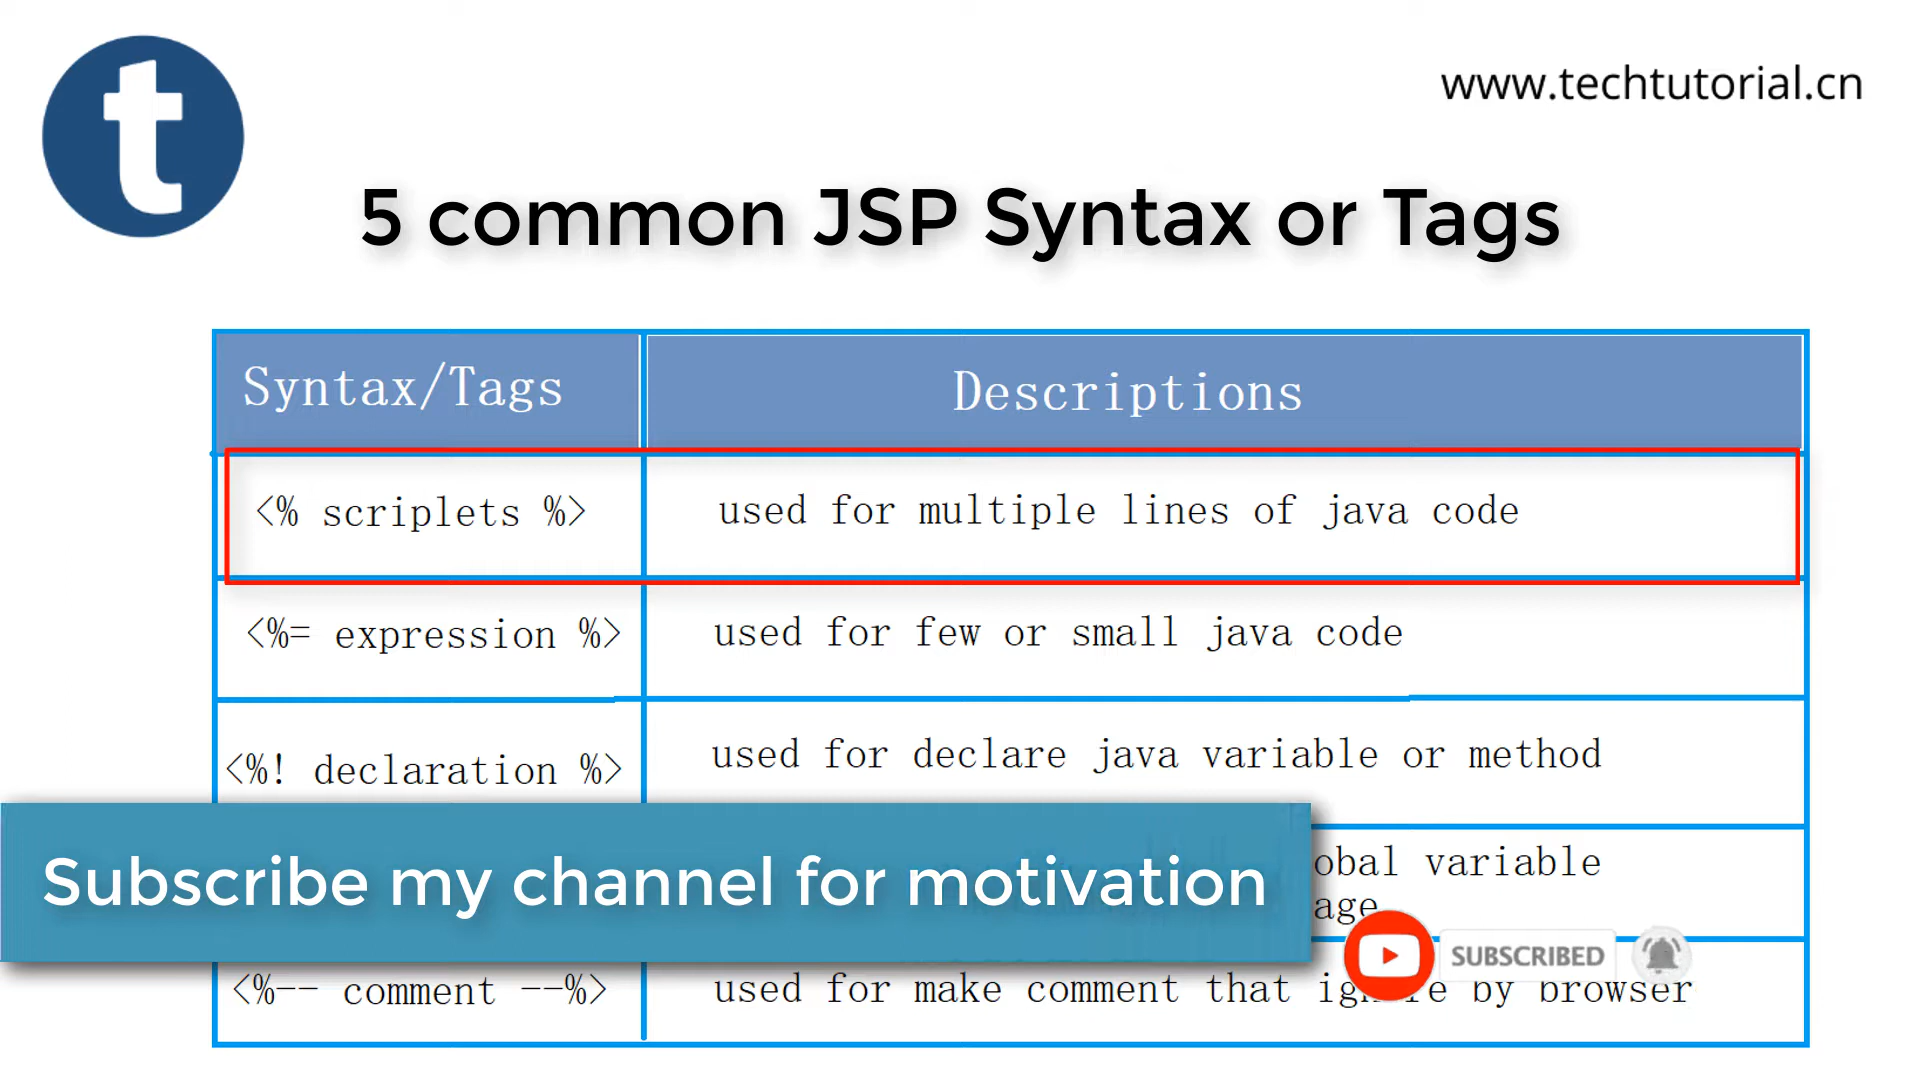 t
www.techtutorial.cn
5 common JSP Syntax or Tags
Syntax/Tags
Descriptions
<% scriplets %>
used for multiple lines of java code
<%= expression %>
used for few or small java code
<%! declaration %>
used for declare java variable or method
obal variable
age
Subscribe my channel for motivation
SUBSCRIBED
<%-- comment --%>
used for make comment that ig re by browser